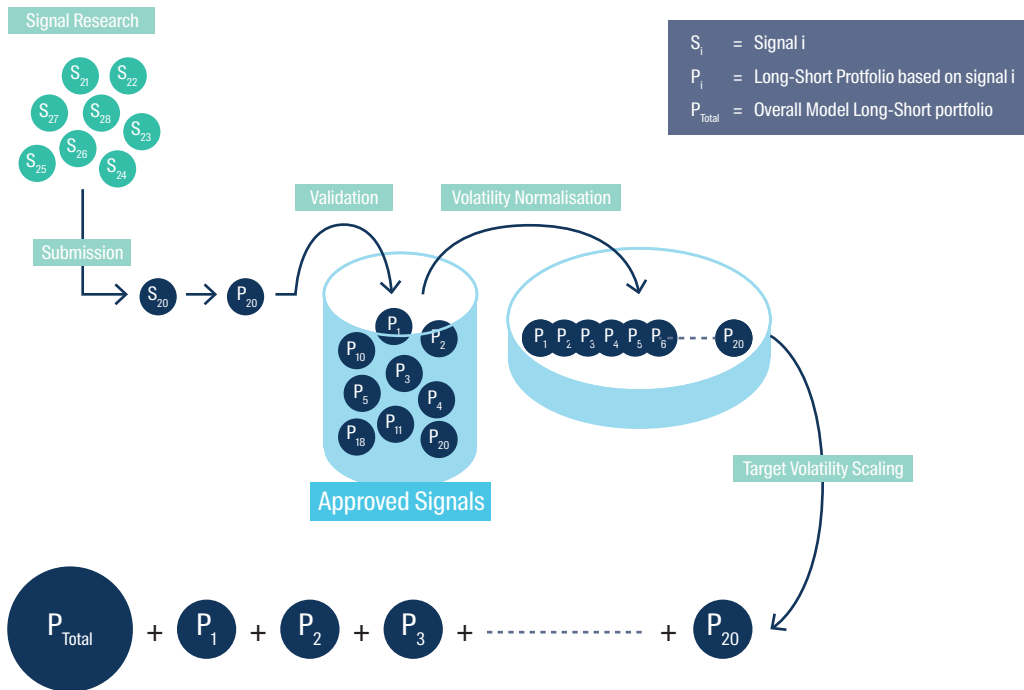 Signal Research
S21
S22
S27
S28
S23
S26
S25
S24
Submission
S20
P20
Validation
Volatility Normalisation
Si = Signal i
Pi = Long-Short Protfolio based on signal i
PTotal = Overall Model Long-Short portfolio
P1
P2
P10
P3
P5
P4
P11
P18
P20
Approved Signals
P1 P2 P3 P4 P5 P6 P20
Target Volatility Scaling
PTotal + P1 + P2 + P3 + + P20